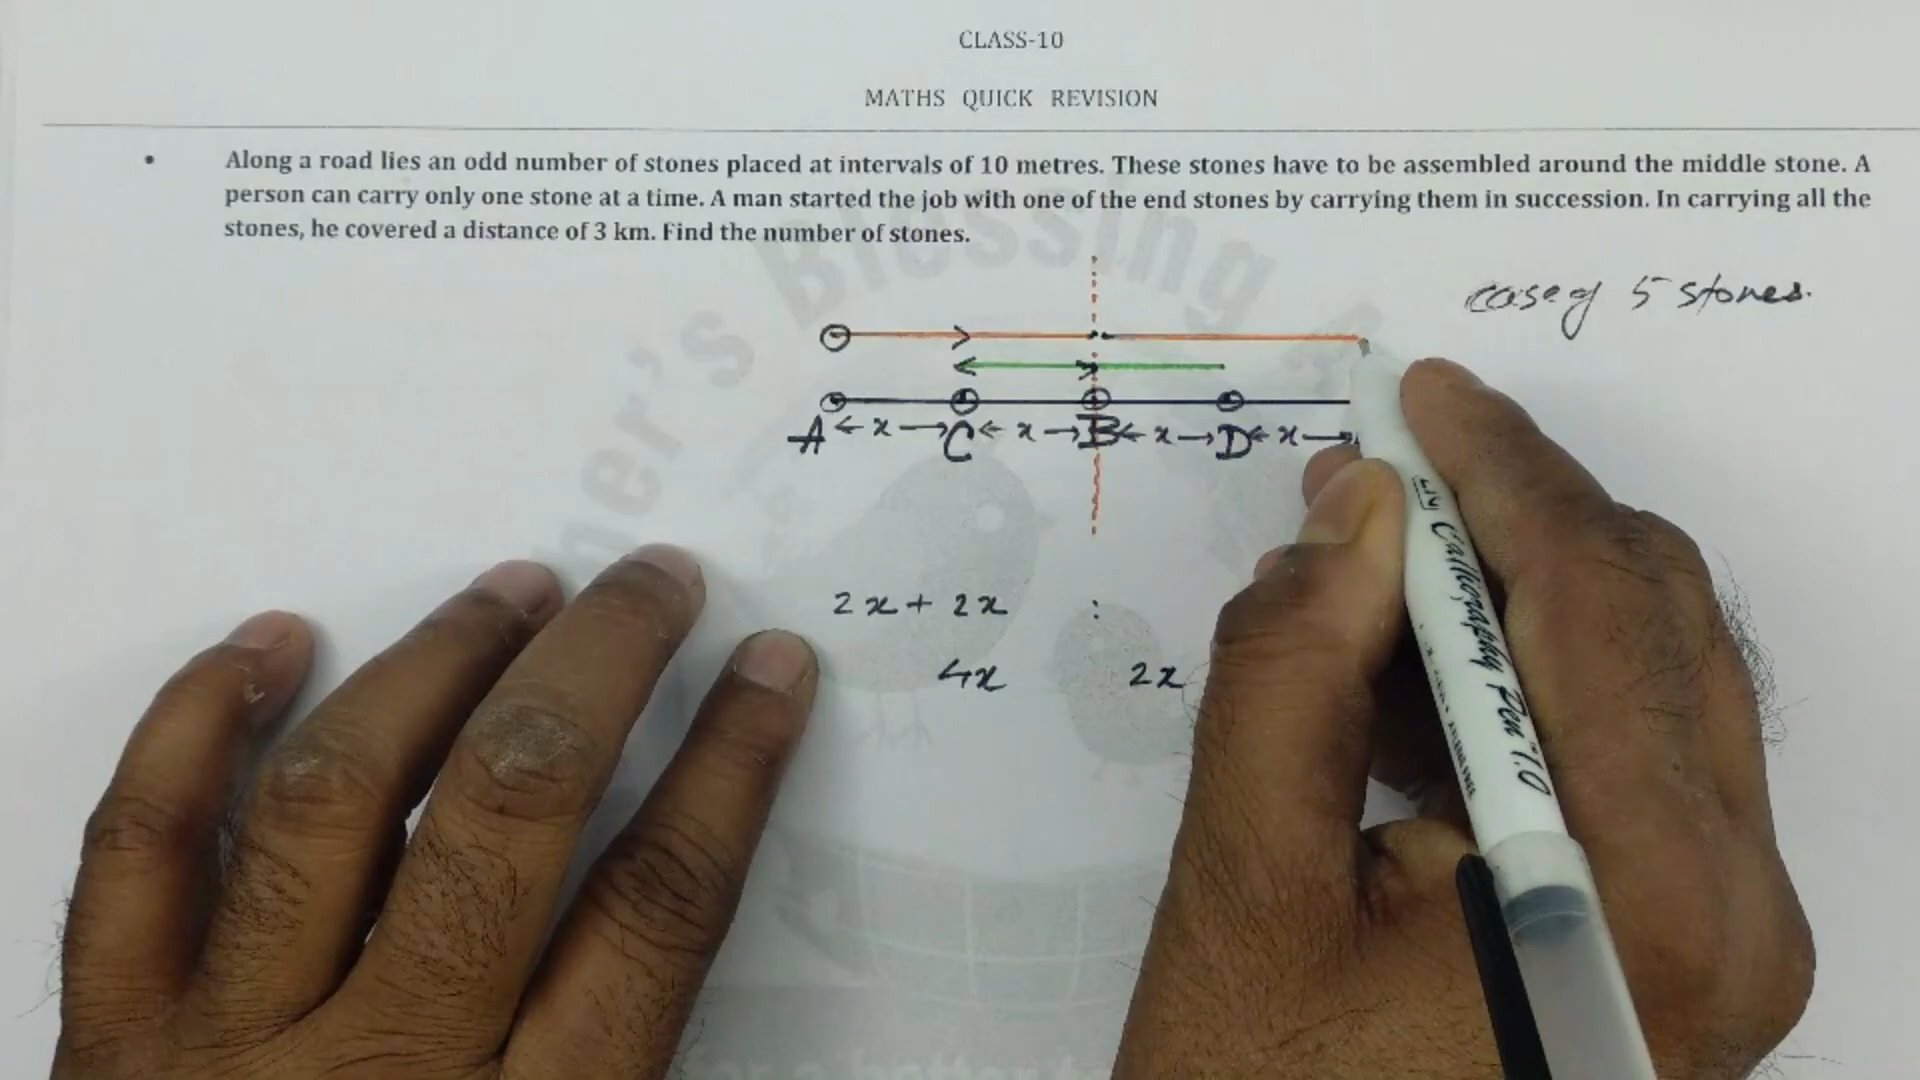 CLASS-10
MATHS QUICK REVISION
• Along a road lies an odd number of stones placed at intervals of 10 metres. These stones have to be assembled around the middle stone. A
person can carry only one stone at a time. A man started the job with one of the end stones by carrying them in succession. In carrying all the
stones, he covered a distance of 3 km. Find the number of stones.
case of 5 stones.
A ← x → C ← x → B ← x → D ← x →
2x + 2x :
4x 2x
Calligraphy Pen 1.0
Blessing